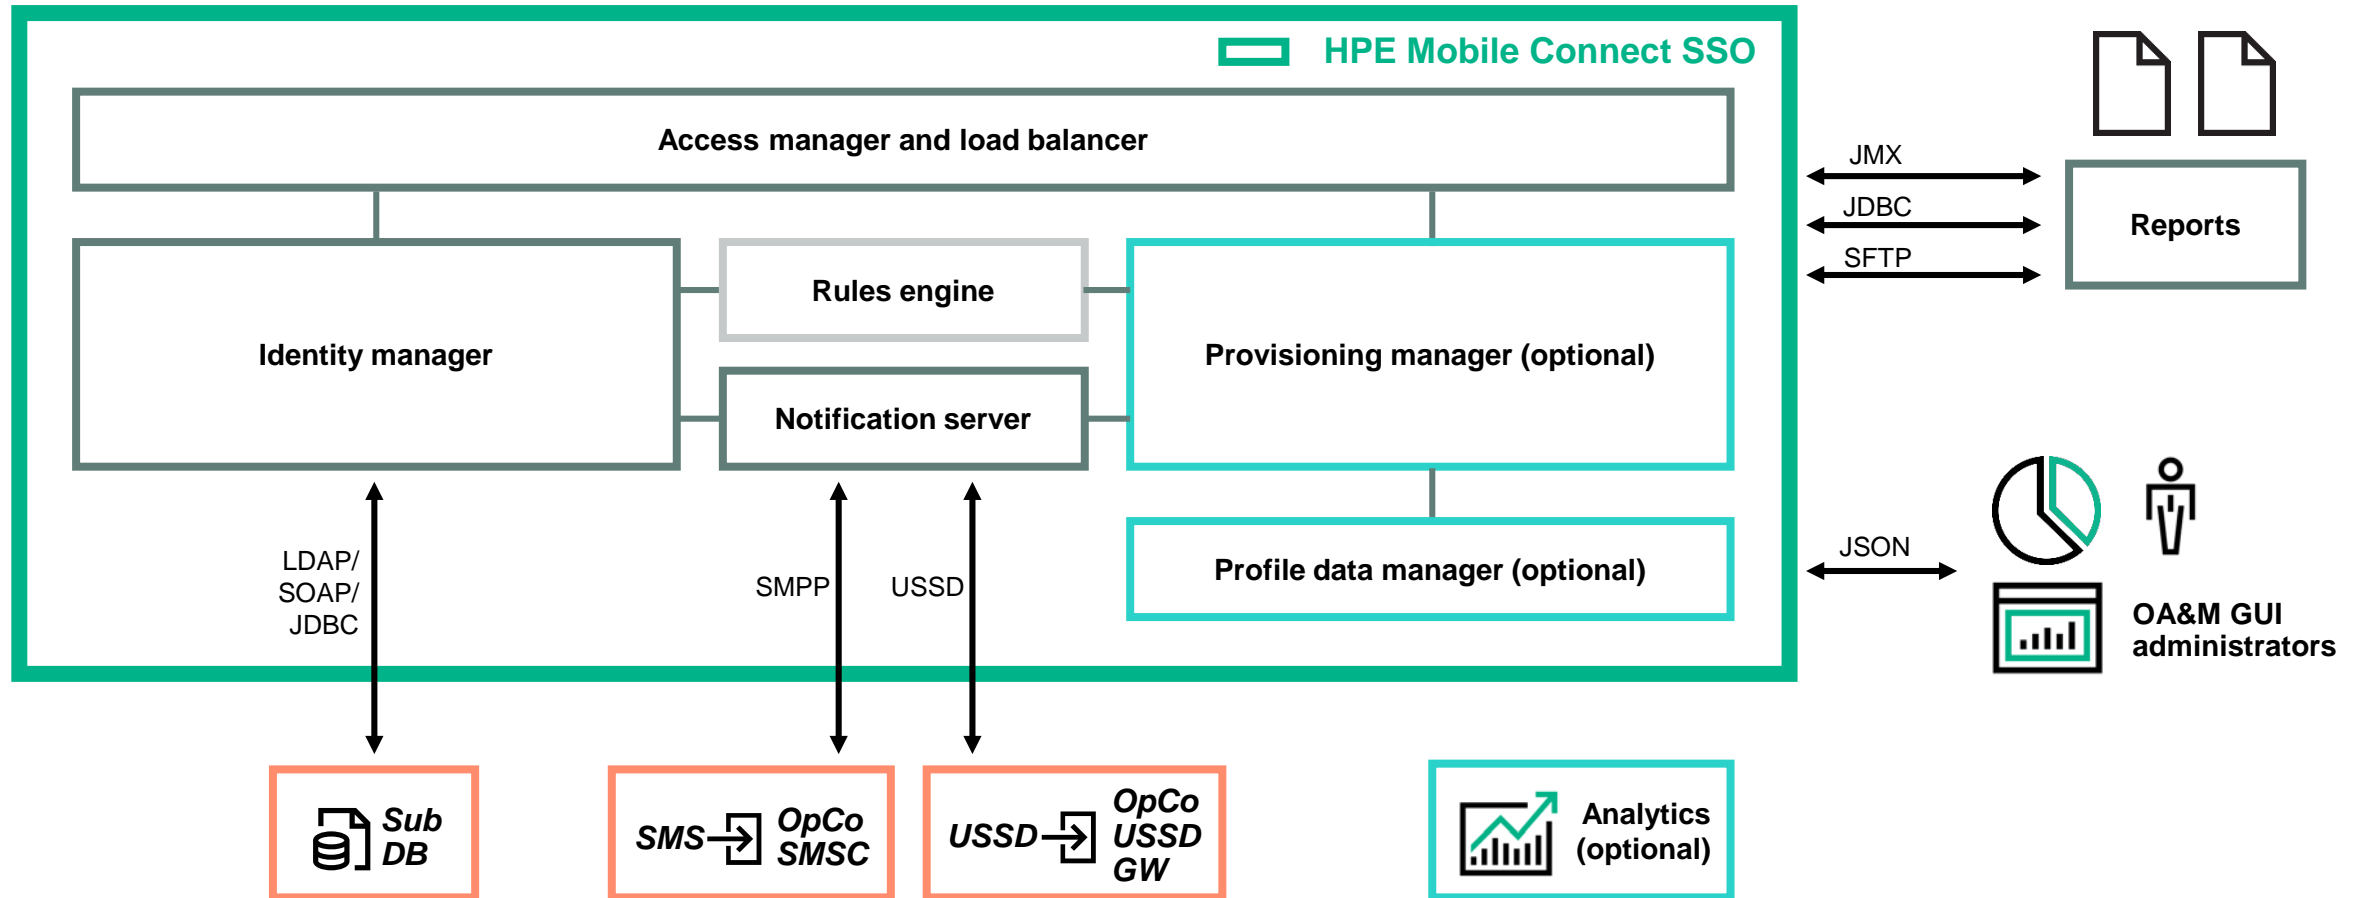 HPE Mobile Connect SSO
Access manager and load balancer
Identity manager
Rules engine
Notification server
Provisioning manager (optional)
Profile data manager (optional)
JMX
JDBC
SFTP
Reports
JSON
OA&M GUI
administrators
LDAP/
SOAP/
JDBC
SMPP
USSD
Sub
DB
SMS
OpCo
SMSC
USSD
OpCo
USSD
GW
Analytics
(optional)